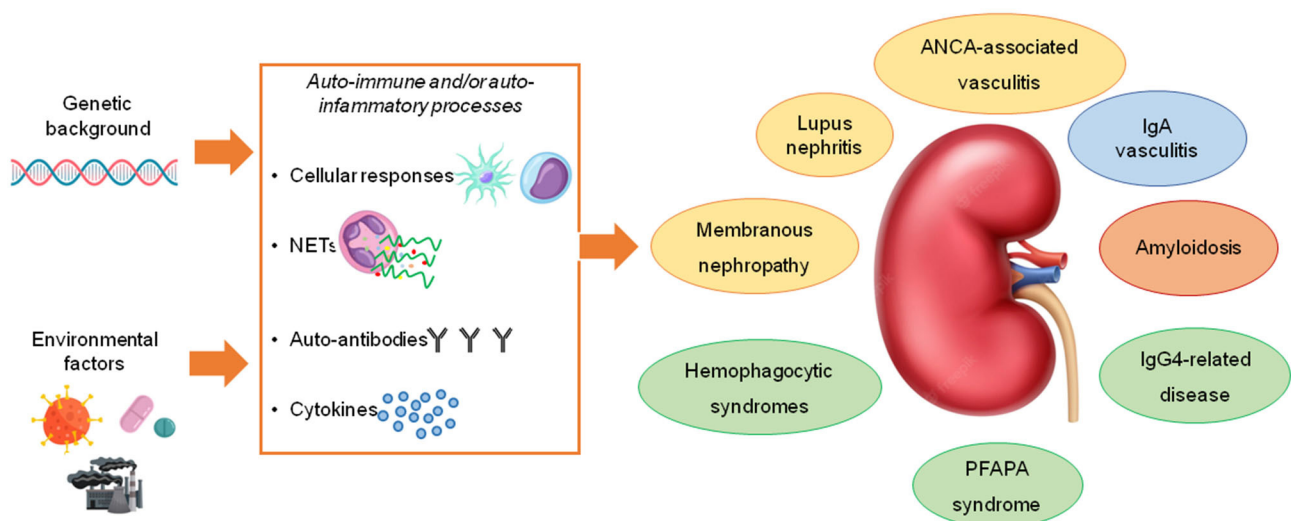 Genetic
background
Environmental
factors
Auto-immune and/or auto-
inflammatory processes
• Cellular responses
• NETs
• Auto-antibodies
• Cytokines
ANCA-associated
vasculitis
Lupus
nephritis
IgA
vasculitis
Membranous
nephropathy
Amyloidosis
Hemophagocytic
syndromes
IgG4-related
disease
PFAPA
syndrome